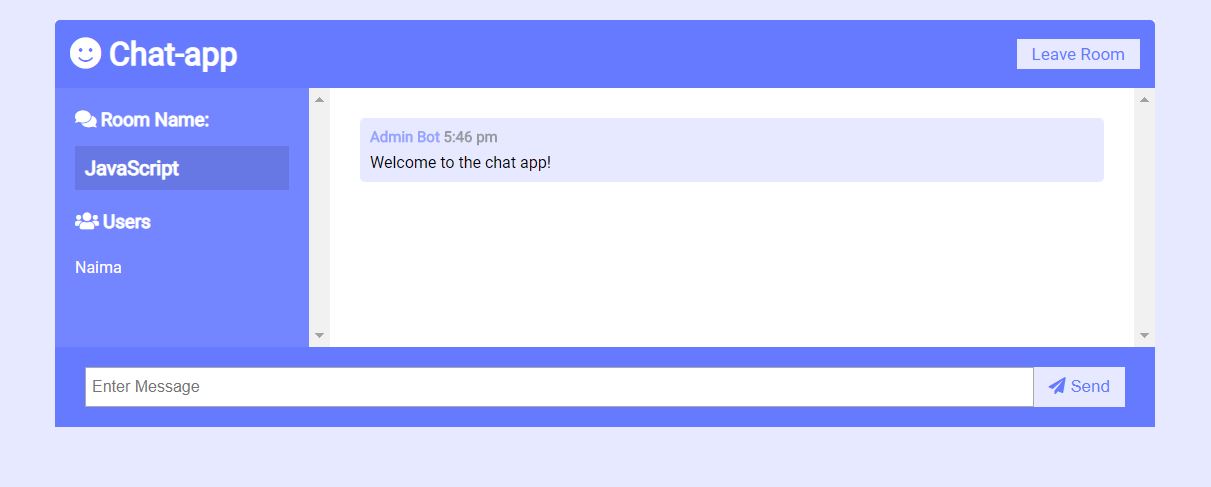 Chat-app
Leave Room
Room Name:
JavaScript
Users
Naima
Admin Bot 5:46 pm
Welcome to the chat app!
Enter Message
Send